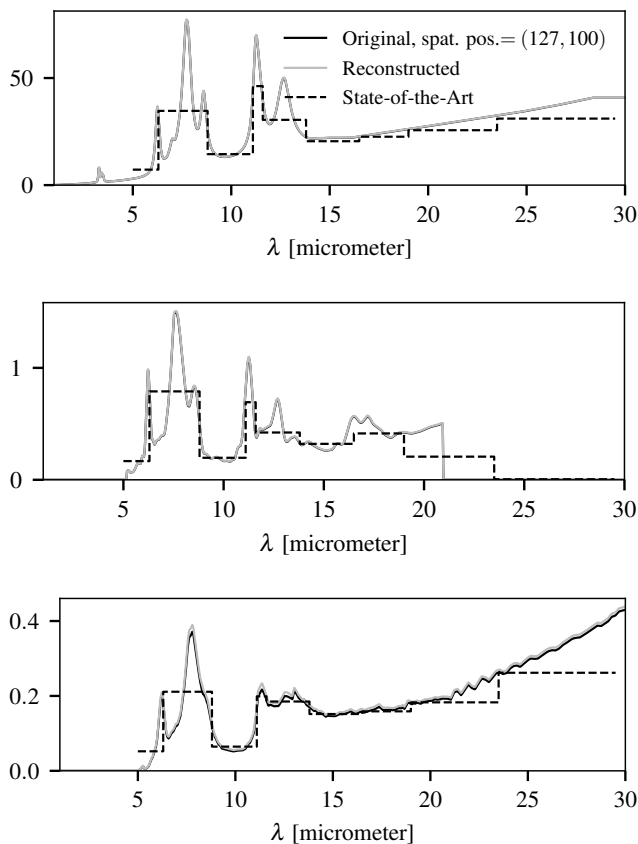 Original, spat. pos.= (127, 100)
Reconstructed
State-of-the-Art
50
0
5 10 15 20 25 30
λ [micrometer]
1
0
5 10 15 20 25 30
λ [micrometer]
0.4
0.2
0.0
5 10 15 20 25 30
λ [micrometer]